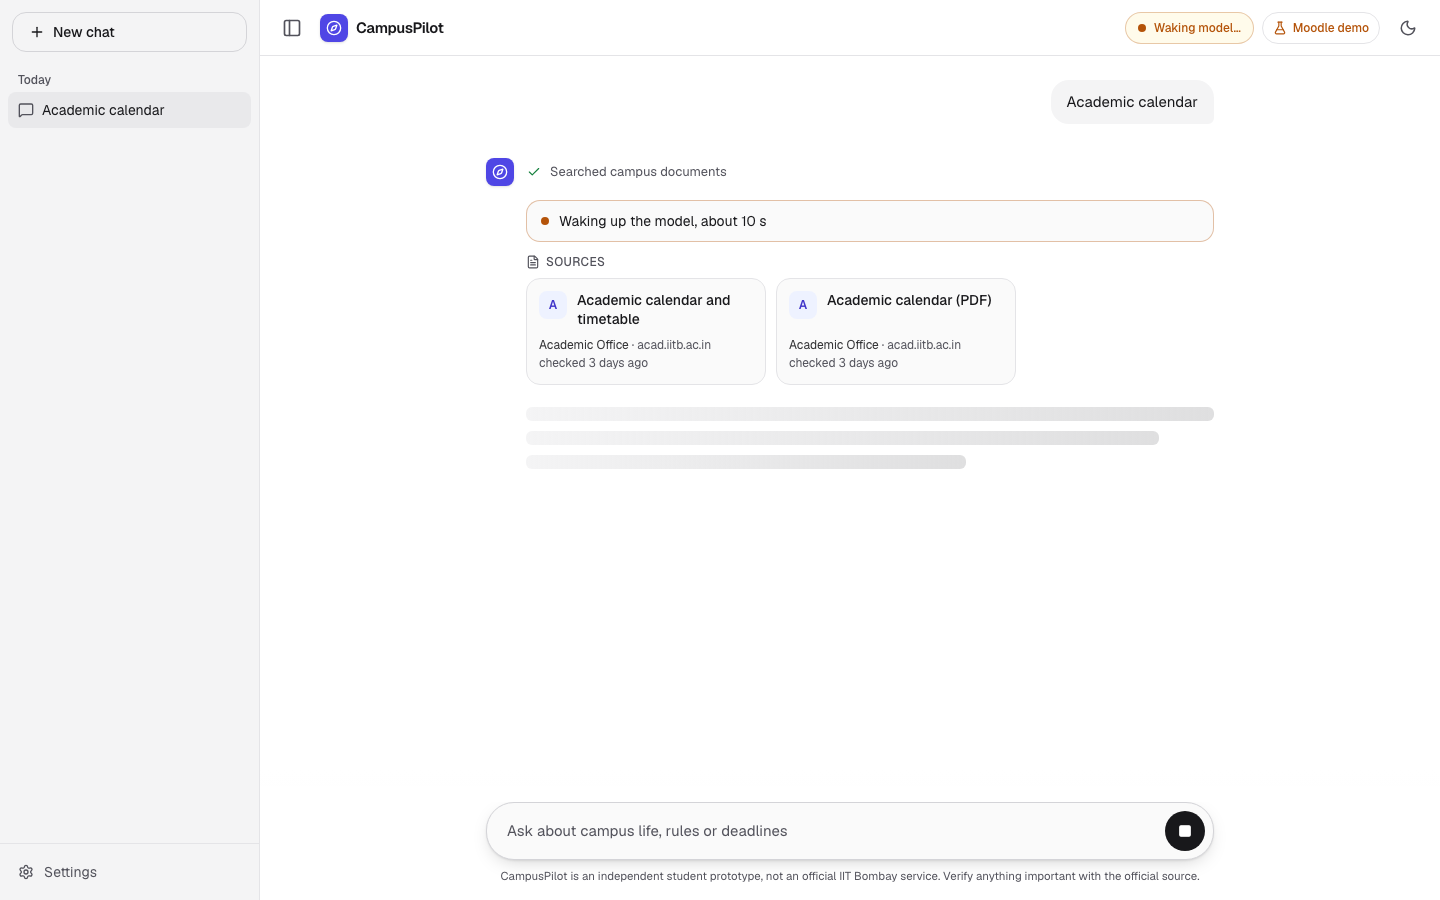 New chat
Today
Academic calendar
Settings
CampusPilot
Waking model...
Moodle demo
Academic calendar
Searched campus documents
Waking up the model, about 10 s
SOURCES
A
Academic calendar and
timetable
Academic Office · acad.iitb.ac.in
checked 3 days ago
A
Academic calendar (PDF)
Academic Office · acad.iitb.ac.in
checked 3 days ago
Ask about campus life, rules or deadlines
CampusPilot is an independent student prototype, not an official IIT Bombay service. Verify anything important with the official source.